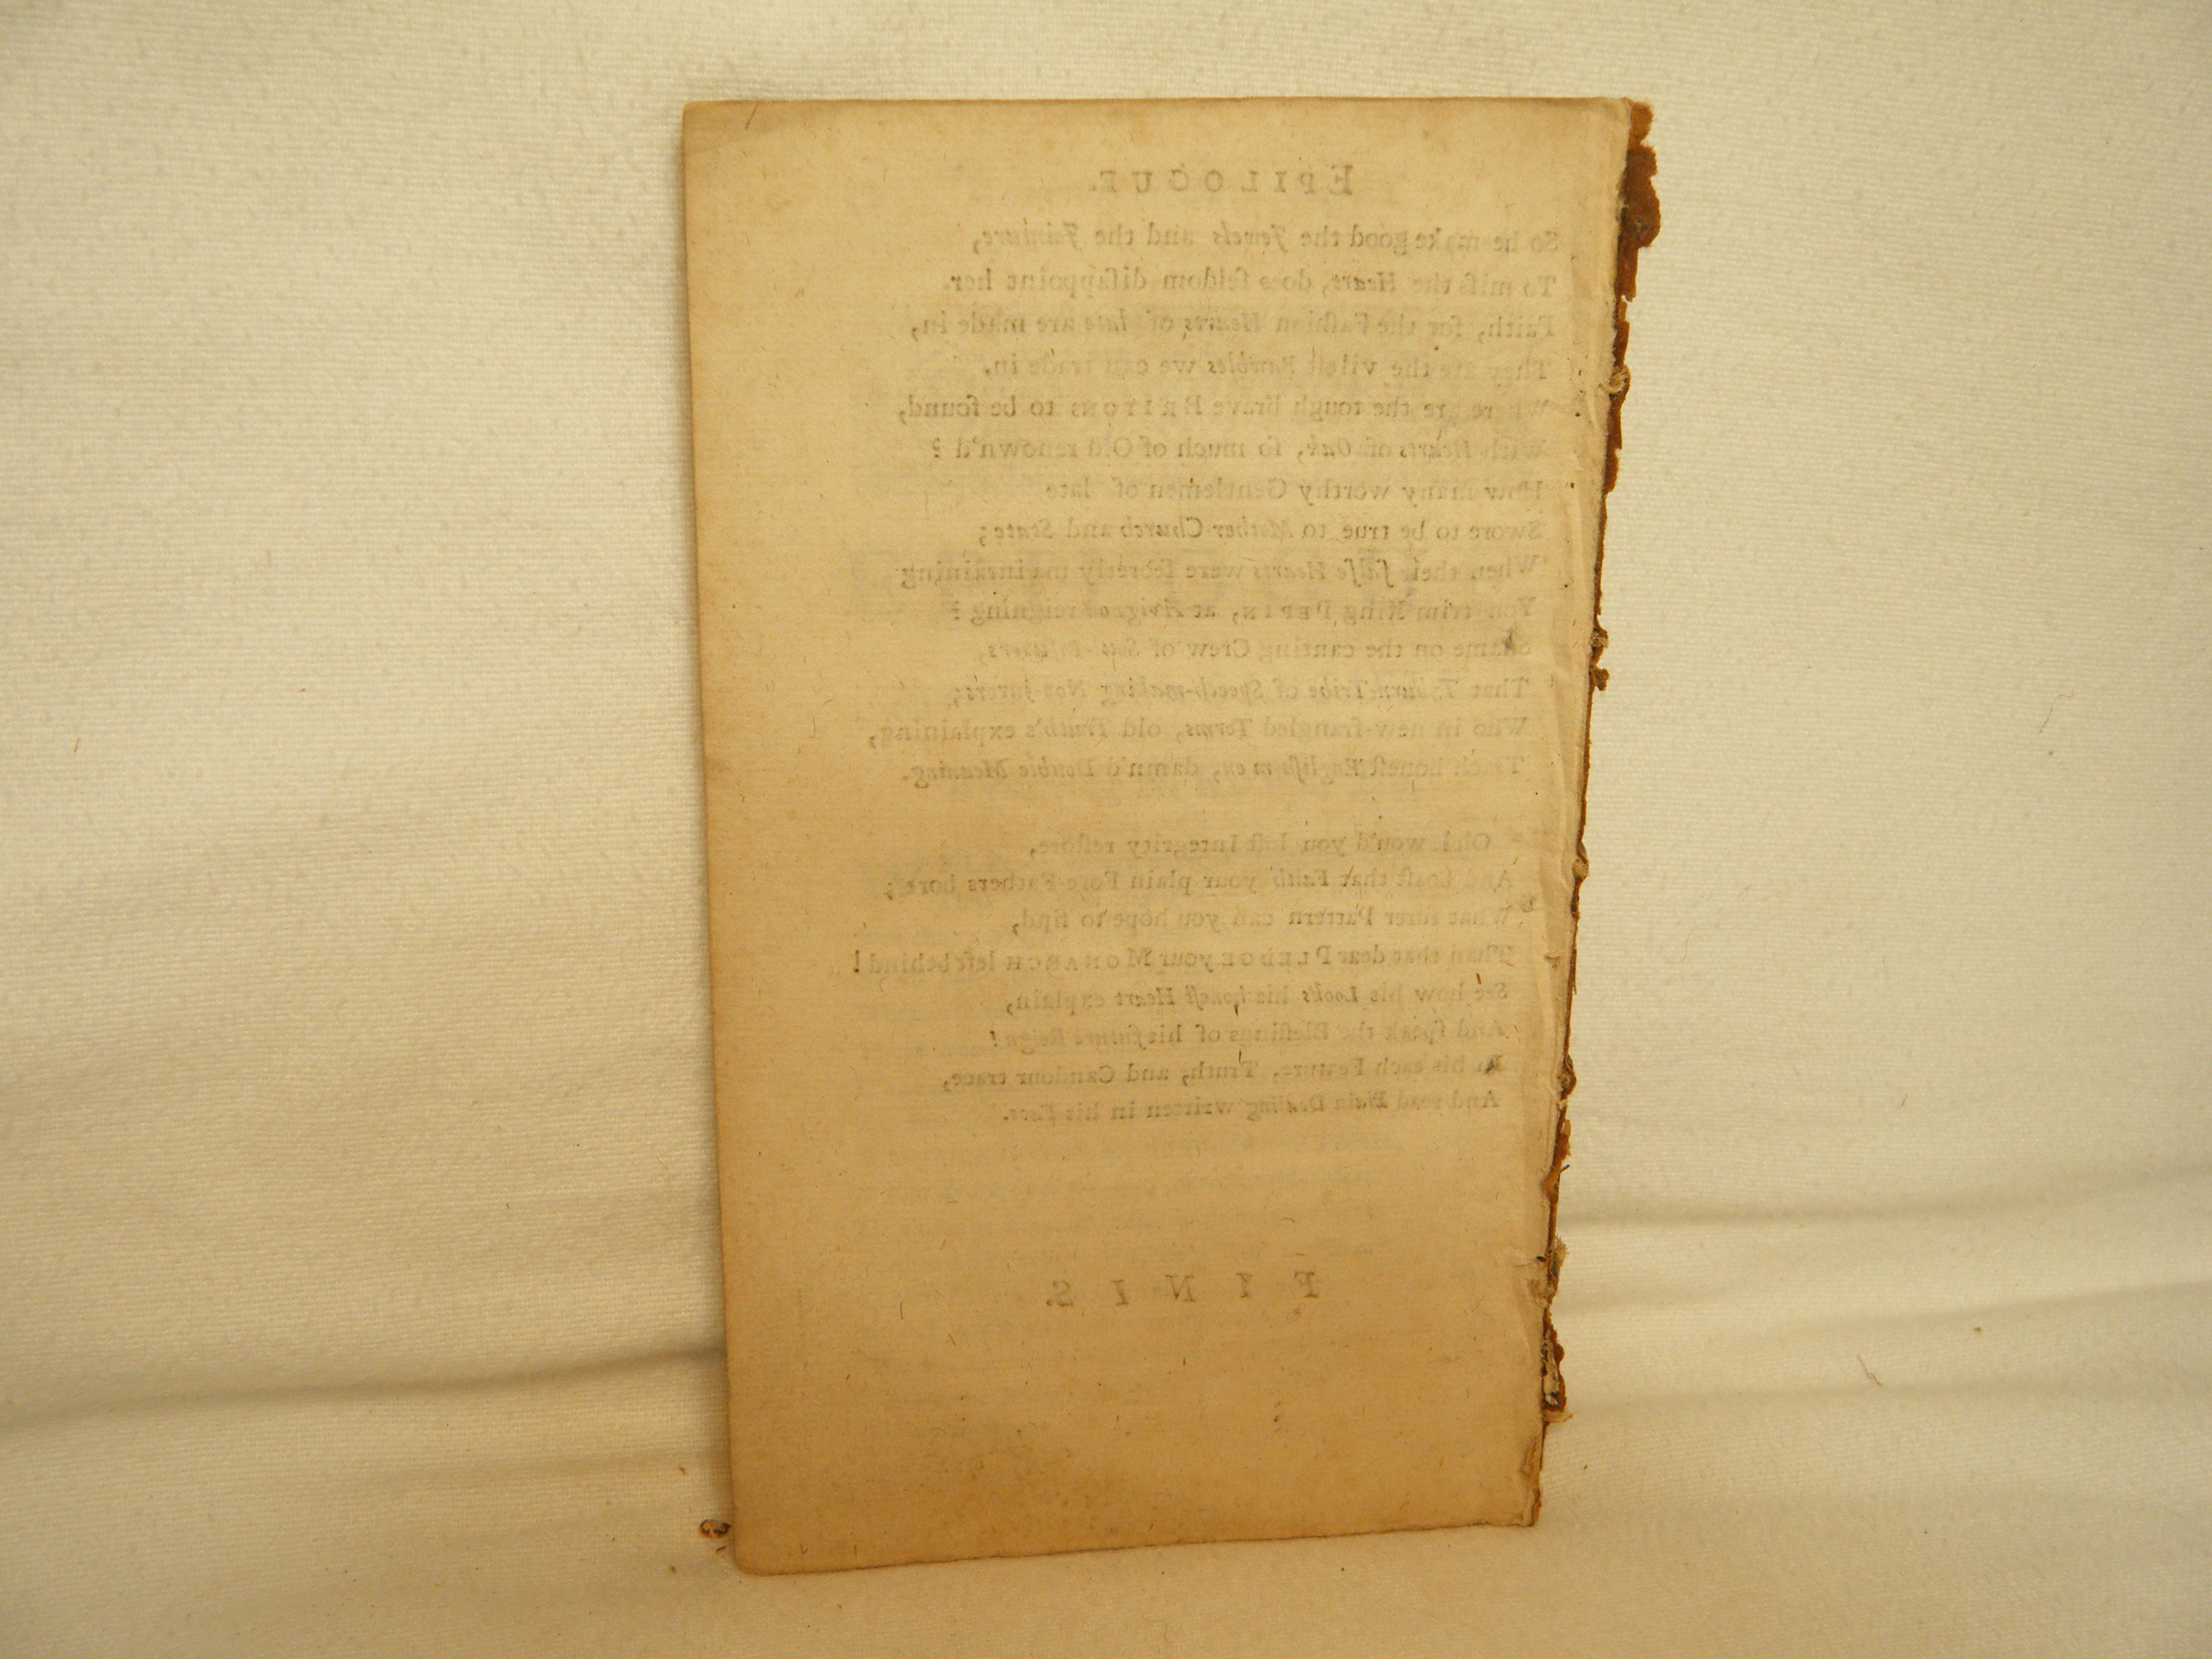 EPILOGUE.
So he make good the Jewels and the Jointure,
To miſs the Heart, does ſeldom diſappoint her.
Faith, for the Faſhion Hearts of late are made in,
They are the vileſt Bawbles we can trade in.
Where are the tough brave BRITONS to be found,
With Hearts of Oak, ſo much of Old renown'd?
How many worthy Gentlemen of late
Swore to be true to Mother-Church and State;
When their falſe Hearts were ſecretly maintaining
Yon trim King PEPIN, at Avignon reigning?
Shame on the canting Crew of
That Tribe of Speech-making Non-jurors;
Who in new-frangled Terms, old Truth's explaining,
Teach honeſt Engliſhmen, damn'd Double Meaning.
Oh! wou'd you loſt Integrity reſtore,
And boaſt that Faith your plain Fore-Fathers bore;
What ſurer Pattern can you hope to find,
Than that dear PLEDGE your MONARCH left behind!
See how his Looks his honeſt Heart explain,
And ſpeak the Bleſſings of his future Reign!
In his each Feature, Truth, and Candour trace,
And read Plain Dealing written in his Face.
FINIS.